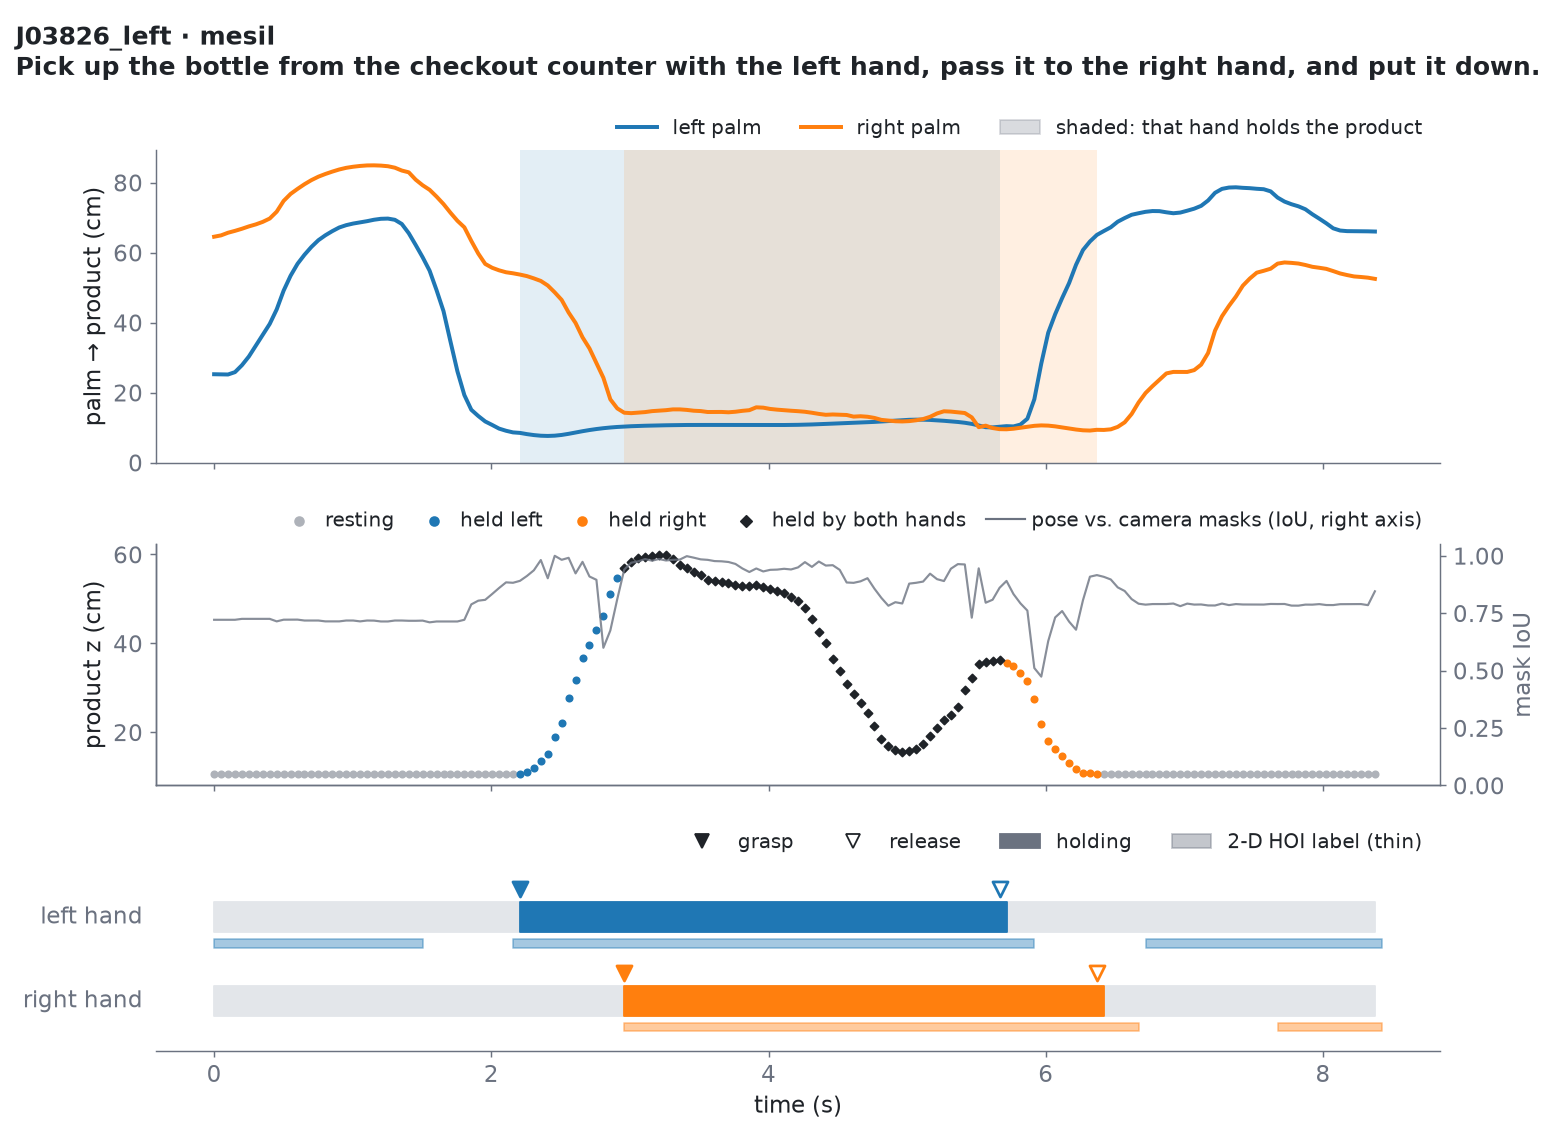 J03826_left · mesil
Pick up the bottle from the checkout counter with the left hand, pass it to the right hand, and put it down.
left palm right palm shaded: that hand holds the product
palm → product (cm)
80
60
40
20
0
resting held left held right held by both hands pose vs. camera masks (IoU, right axis)
product z (cm)
60
40
20
1.00
0.75
0.50
0.25
0.00
mask IoU
grasp release holding 2-D HOI label (thin)
left hand
right hand
0 2 4 6 8
time (s)